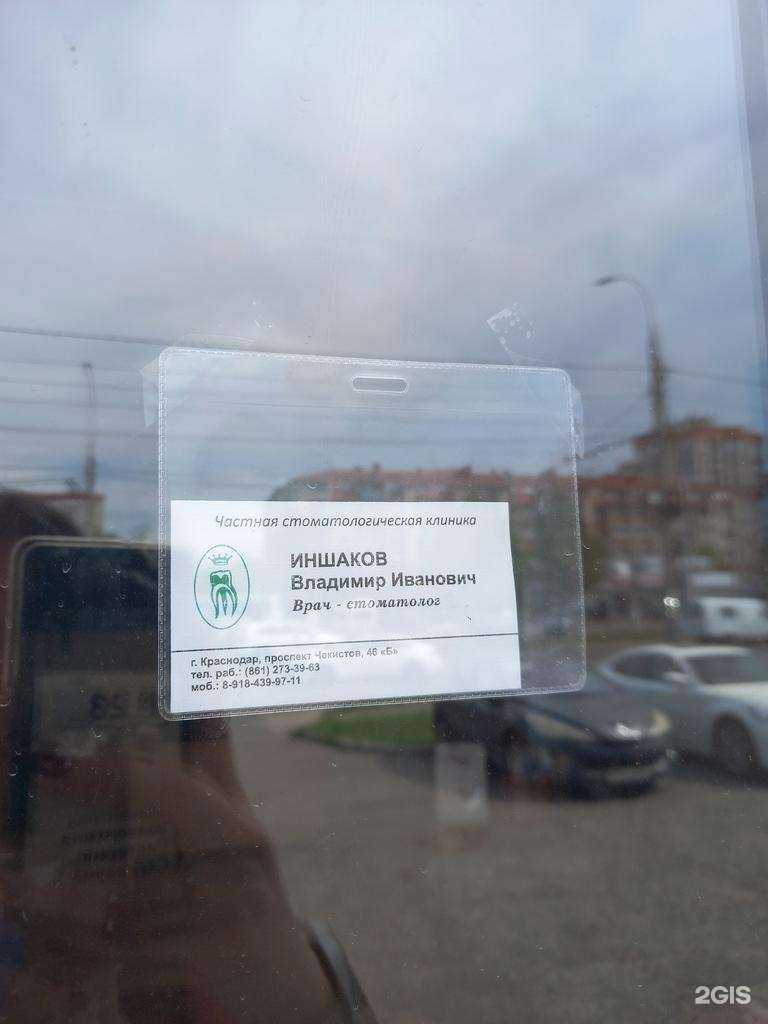 Частная стоматологическая клиника
ИНШАКОВ
Владимир Иванович
Врач - стоматолог
г. Краснодар, проспект Чекистов, 46 «Б»
тел. раб.: (861) 273-39-63
моб.: 8-918-439-97-11
2GIS